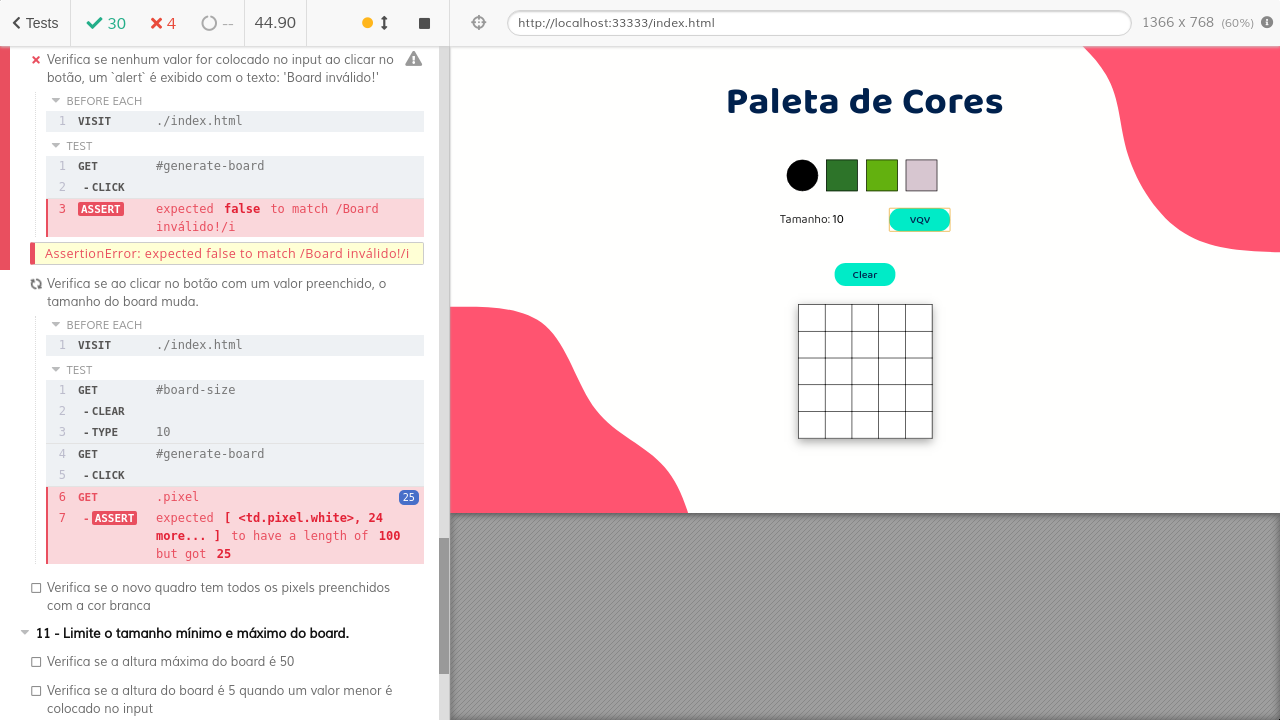 Tests
30
4
--
44.90
http://localhost:33333/index.html
1366 x 768 (60%)
Verifica se nenhum valor for colocado no input ao clicar no
botão, um `alert` é exibido com o texto: 'Board inválido!'
BEFORE EACH
1 VISIT ./index.html
TEST
1 GET #generate-board
2 - CLICK
3 ASSERT expected false to match /Board
inválido!/i
AssertionError: expected false to match /Board inválido!/i
Verifica se ao clicar no botão com um valor preenchido, o
tamanho do board muda.
BEFORE EACH
1 VISIT ./index.html
TEST
1 GET #board-size
2 - CLEAR
3 - TYPE 10
4 GET #generate-board
5 - CLICK
6 GET .pixel 25
7 - ASSERT expected [ <td.pixel.white>, 24
more... ] to have a length of 100
but got 25
Verifica se o novo quadro tem todos os pixels preenchidos
com a cor branca
11 - Limite o tamanho mínimo e máximo do board.
Verifica se a altura máxima do board é 50
Verifica se a altura do board é 5 quando um valor menor é
colocado no input
Paleta de Cores
Tamanho: 10
VQV
Clear